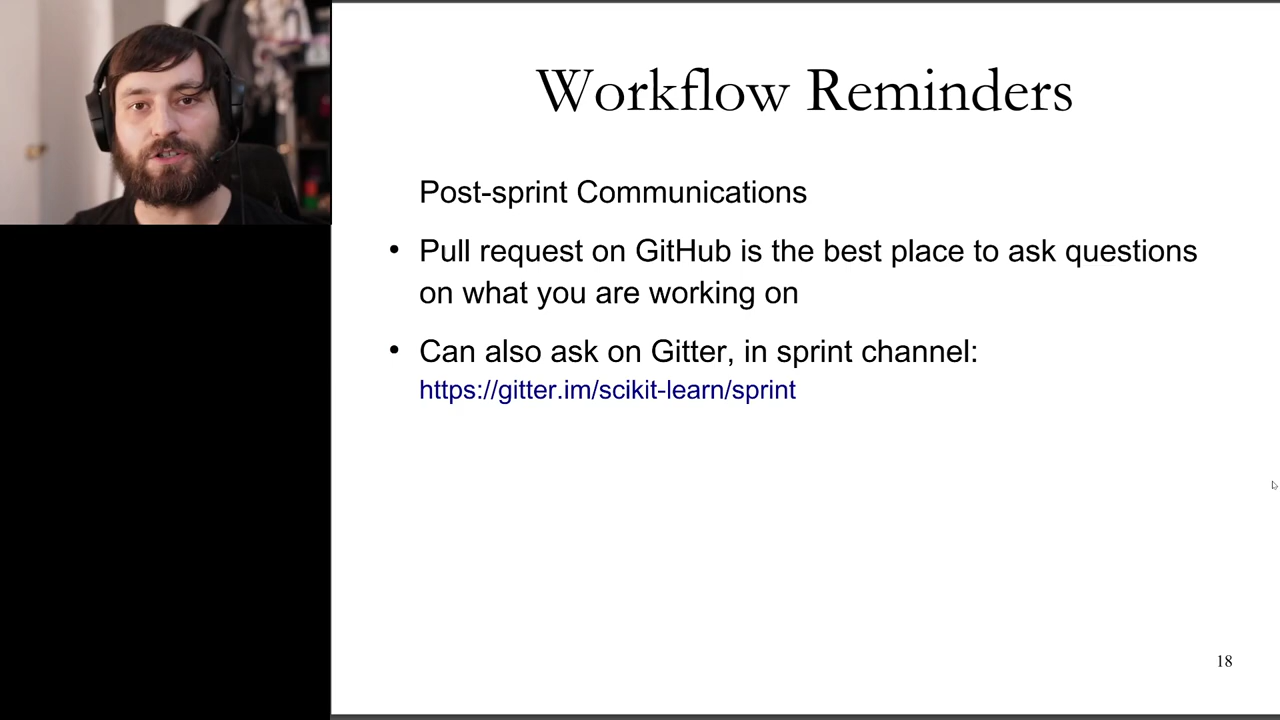 Workflow Reminders
Post-sprint Communications
• Pull request on GitHub is the best place to ask questions
on what you are working on
• Can also ask on Gitter, in sprint channel:
https://gitter.im/scikit-learn/sprint
18